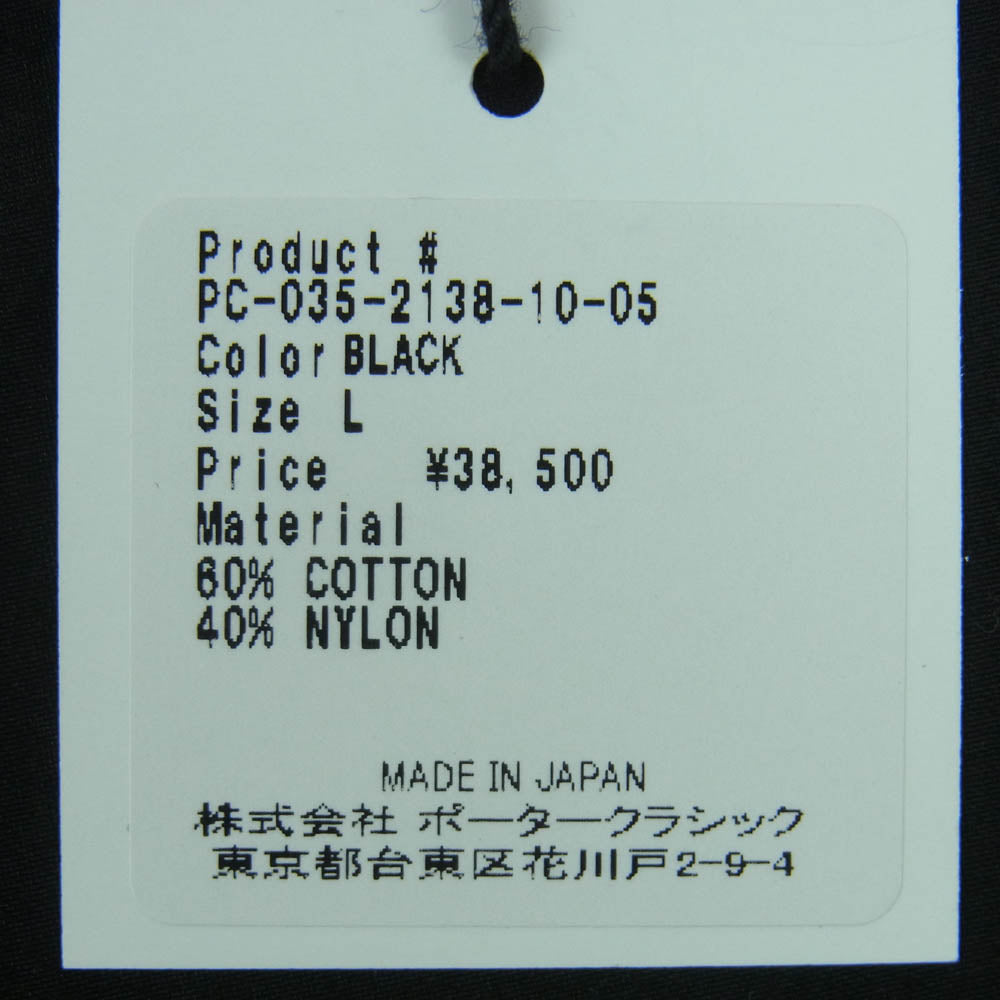 Product #
PC-035-2138-10-05
Color BLACK
Size L
Price ¥38,500
Material
60% COTTON
40% NYLON
MADE IN JAPAN
株式会社 ポータークラシック
東京都台東区花川戸2-9-4